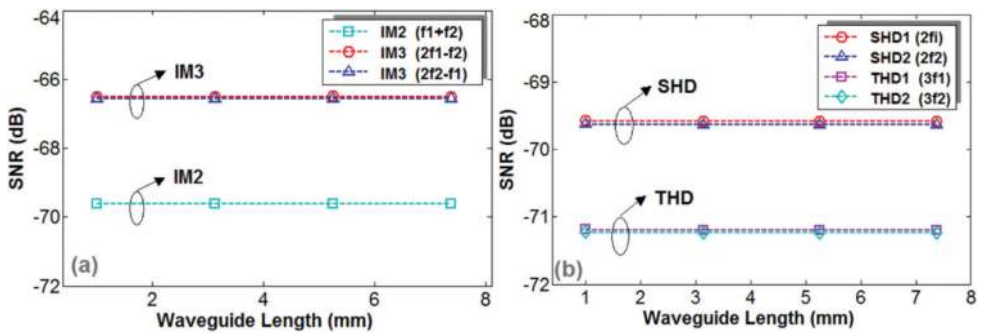 -64
-66
-68
-70
-72
SNR (dB)
IM2 (f1+f2)
IM3 (2f1-f2)
IM3 (2f2-f1)
IM3
IM2
(a)
2
4
6
8
Waveguide Length (mm)
-68
-69
-70
-71
-72
SNR (dB)
SHD1 (2fi)
SHD2 (2f2)
THD1 (3f1)
THD2 (3f2)
SHD
THD
(b)
1
2
3
4
5
6
7
8
Waveguide Length (mm)